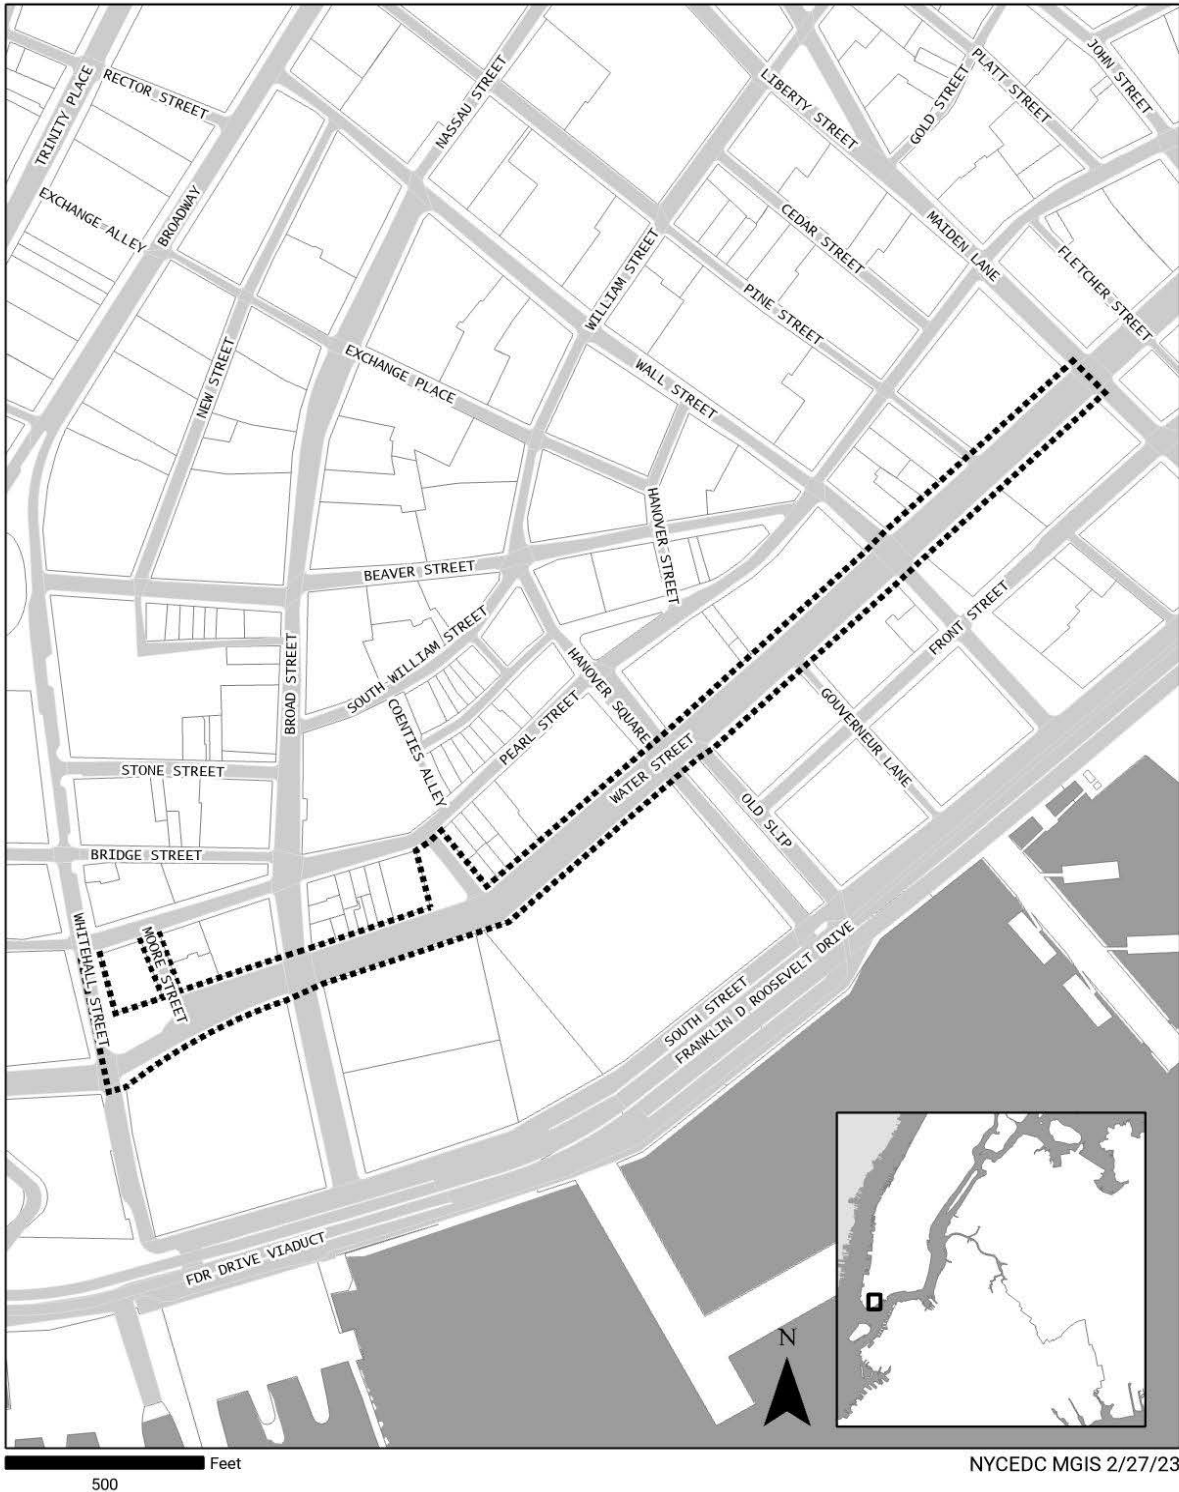 JOHN STREET
PLATT STREET
GOLD STREET
LIBERTY STREET
NASSAU STREET
TRINITY PLACE
RECTOR STREET
EXCHANGE ALLEY
BROADWAY
MAIDEN LANE
CEDAR STREET
FLETCHER STREET
WILLIAM STREET
PINE STREET
NEW STREET
EXCHANGE PLACE
WALL STREET
HANOVER STREET
BEAVER STREET
SOUTH WILLIAM STREET
FRONT STREET
BROAD STREET
HANOVER SQUARE
COENTIES ALLEY
PEARL STREET
GOUVERNEUR LANE
WATER STREET
STONE STREET
OLD SLIP
BRIDGE STREET
WHITEHALL STREET
MOORE STREET
SOUTH STREET
FRANKLIN D ROOSEVELT DRIVE
FDR DRIVE VIADUCT
N
Feet
500
NYCEDC MGIS 2/27/23